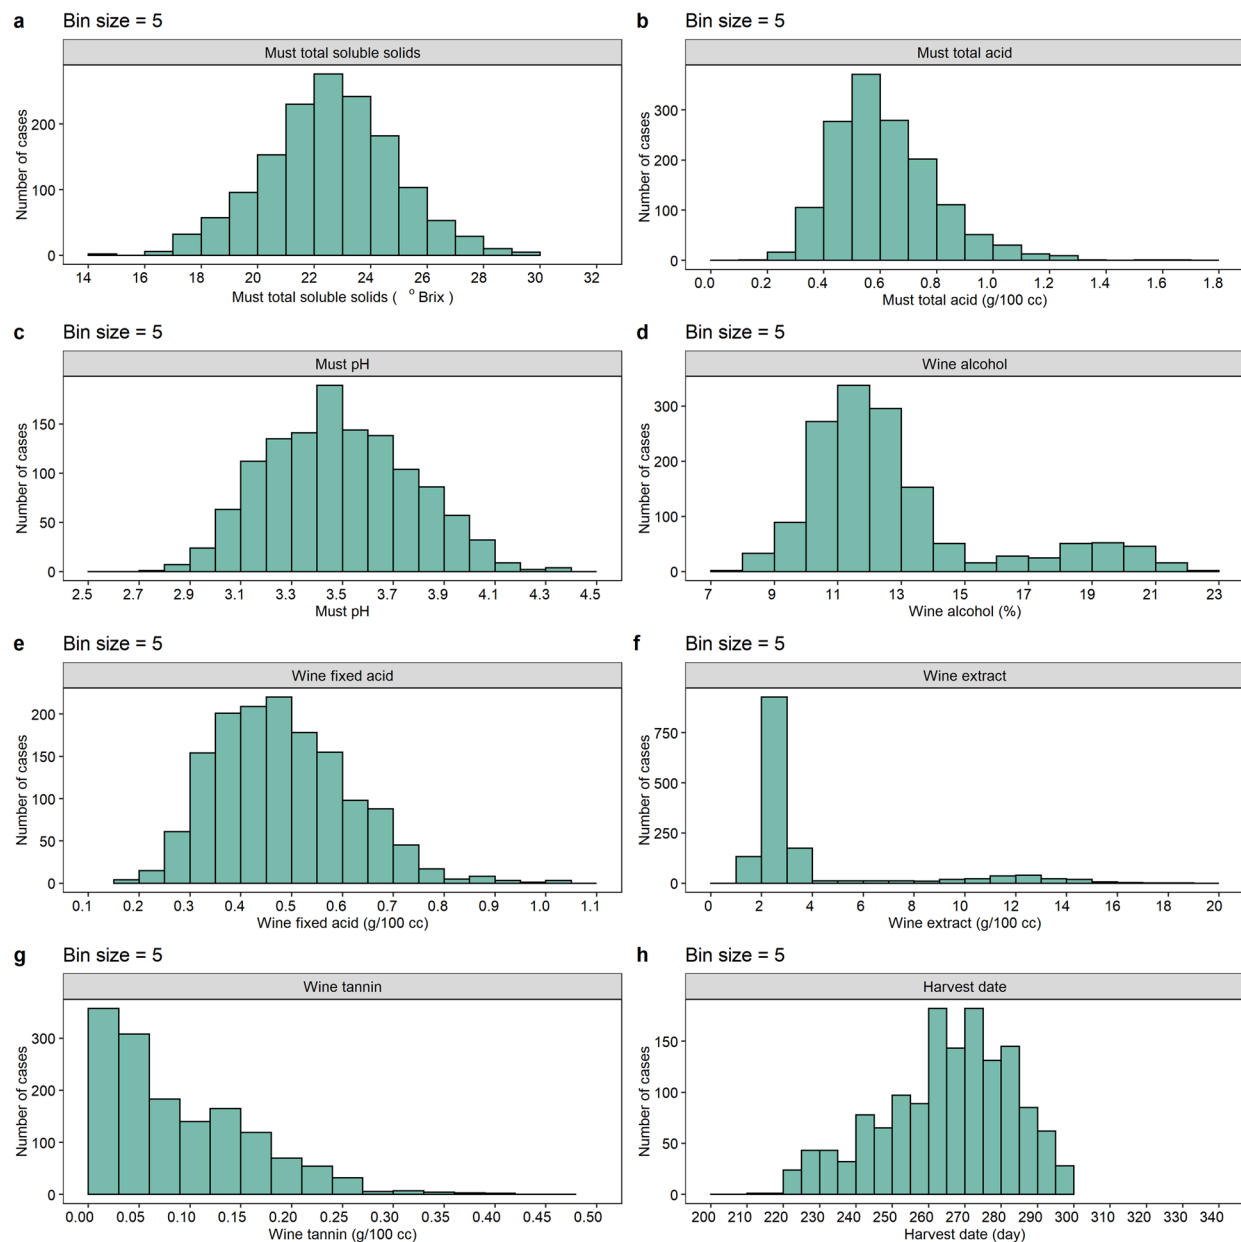 a Bin size = 5
Must total soluble solids
Number of cases
200
100
0
14 16 18 20 22 24 26 28 30 32
Must total soluble solids ( ° Brix )
b Bin size = 5
Must total acid
Number of cases
300
200
100
0
0.0 0.2 0.4 0.6 0.8 1.0 1.2 1.4 1.6 1.8
Must total acid (g/100 cc)
c Bin size = 5
Must pH
Number of cases
150
100
50
0
2.5 2.7 2.9 3.1 3.3 3.5 3.7 3.9 4.1 4.3 4.5
Must pH
d Bin size = 5
Wine alcohol
Number of cases
300
200
100
0
7 9 11 13 15 17 19 21 23
Wine alcohol (%)
e Bin size = 5
Wine fixed acid
Number of cases
200
150
100
50
0
0.1 0.2 0.3 0.4 0.5 0.6 0.7 0.8 0.9 1.0 1.1
Wine fixed acid (g/100 cc)
f Bin size = 5
Wine extract
Number of cases
750
500
250
0
0 2 4 6 8 10 12 14 16 18 20
Wine extract (g/100 cc)
g Bin size = 5
Wine tannin
Number of cases
300
200
100
0
0.00 0.05 0.10 0.15 0.20 0.25 0.30 0.35 0.40 0.45 0.50
Wine tannin (g/100 cc)
h Bin size = 5
Harvest date
Number of cases
150
100
50
0
200 210 220 230 240 250 260 270 280 290 300 310 320 330 340
Harvest date (day)